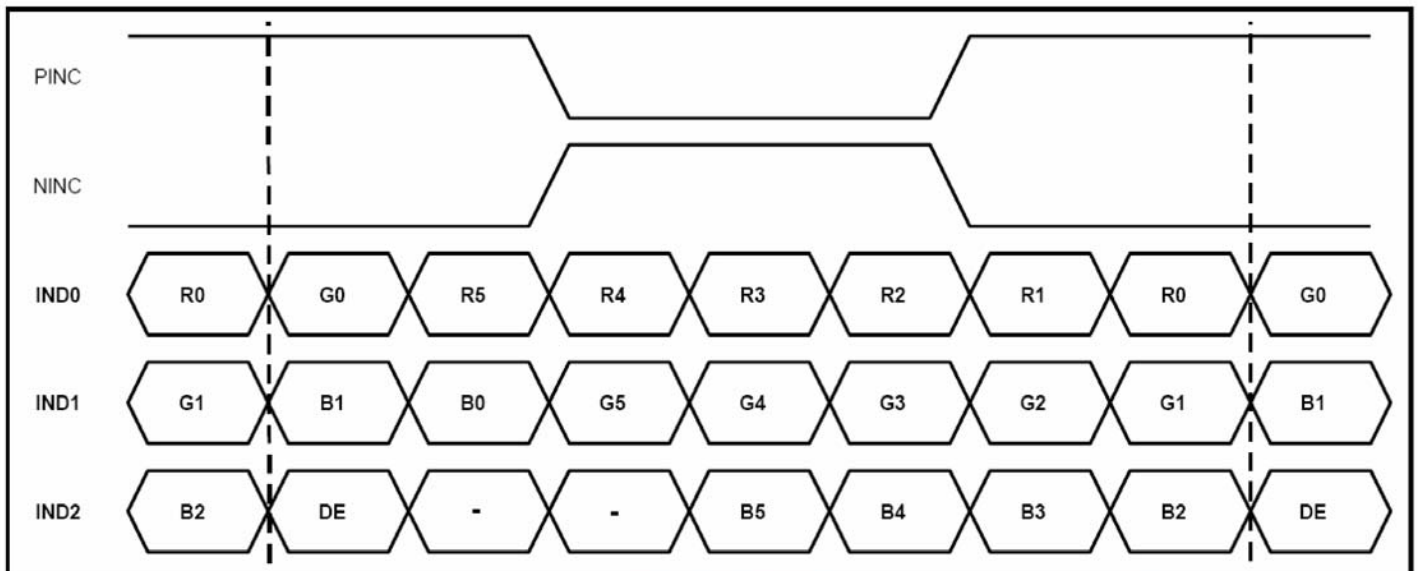 PINC
NINC
IND0 R0 G0 R5 R4 R3 R2 R1 R0 G0
IND1 G1 B1 B0 G5 G4 G3 G2 G1 B1
IND2 B2 DE - - B5 B4 B3 B2 DE